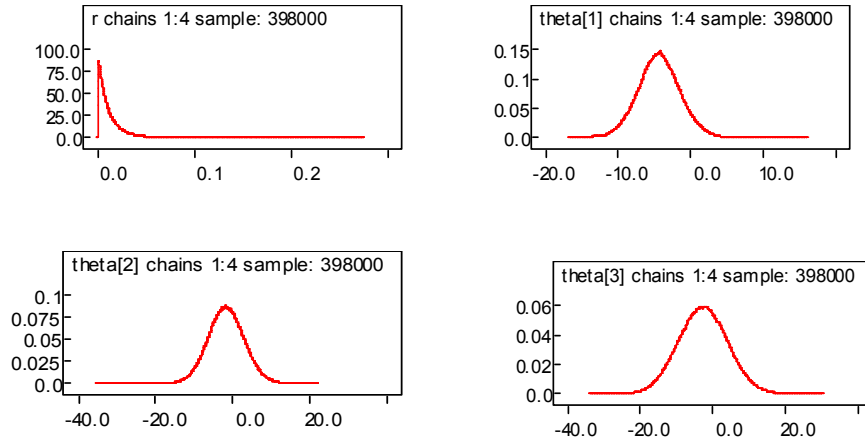 r chains 1:4 sample: 398000
100.0
75.0
50.0
25.0
0.0
0.0 0.1 0.2
theta[1] chains 1:4 sample: 398000
0.15
0.1
0.05
0.0
-20.0 -10.0 0.0 10.0
theta[2] chains 1:4 sample: 398000
0.1
0.075
0.05
0.025
0.0
-40.0 -20.0 0.0 20.0
theta[3] chains 1:4 sample: 398000
0.06
0.04
0.02
0.0
-40.0 -20.0 0.0 20.0